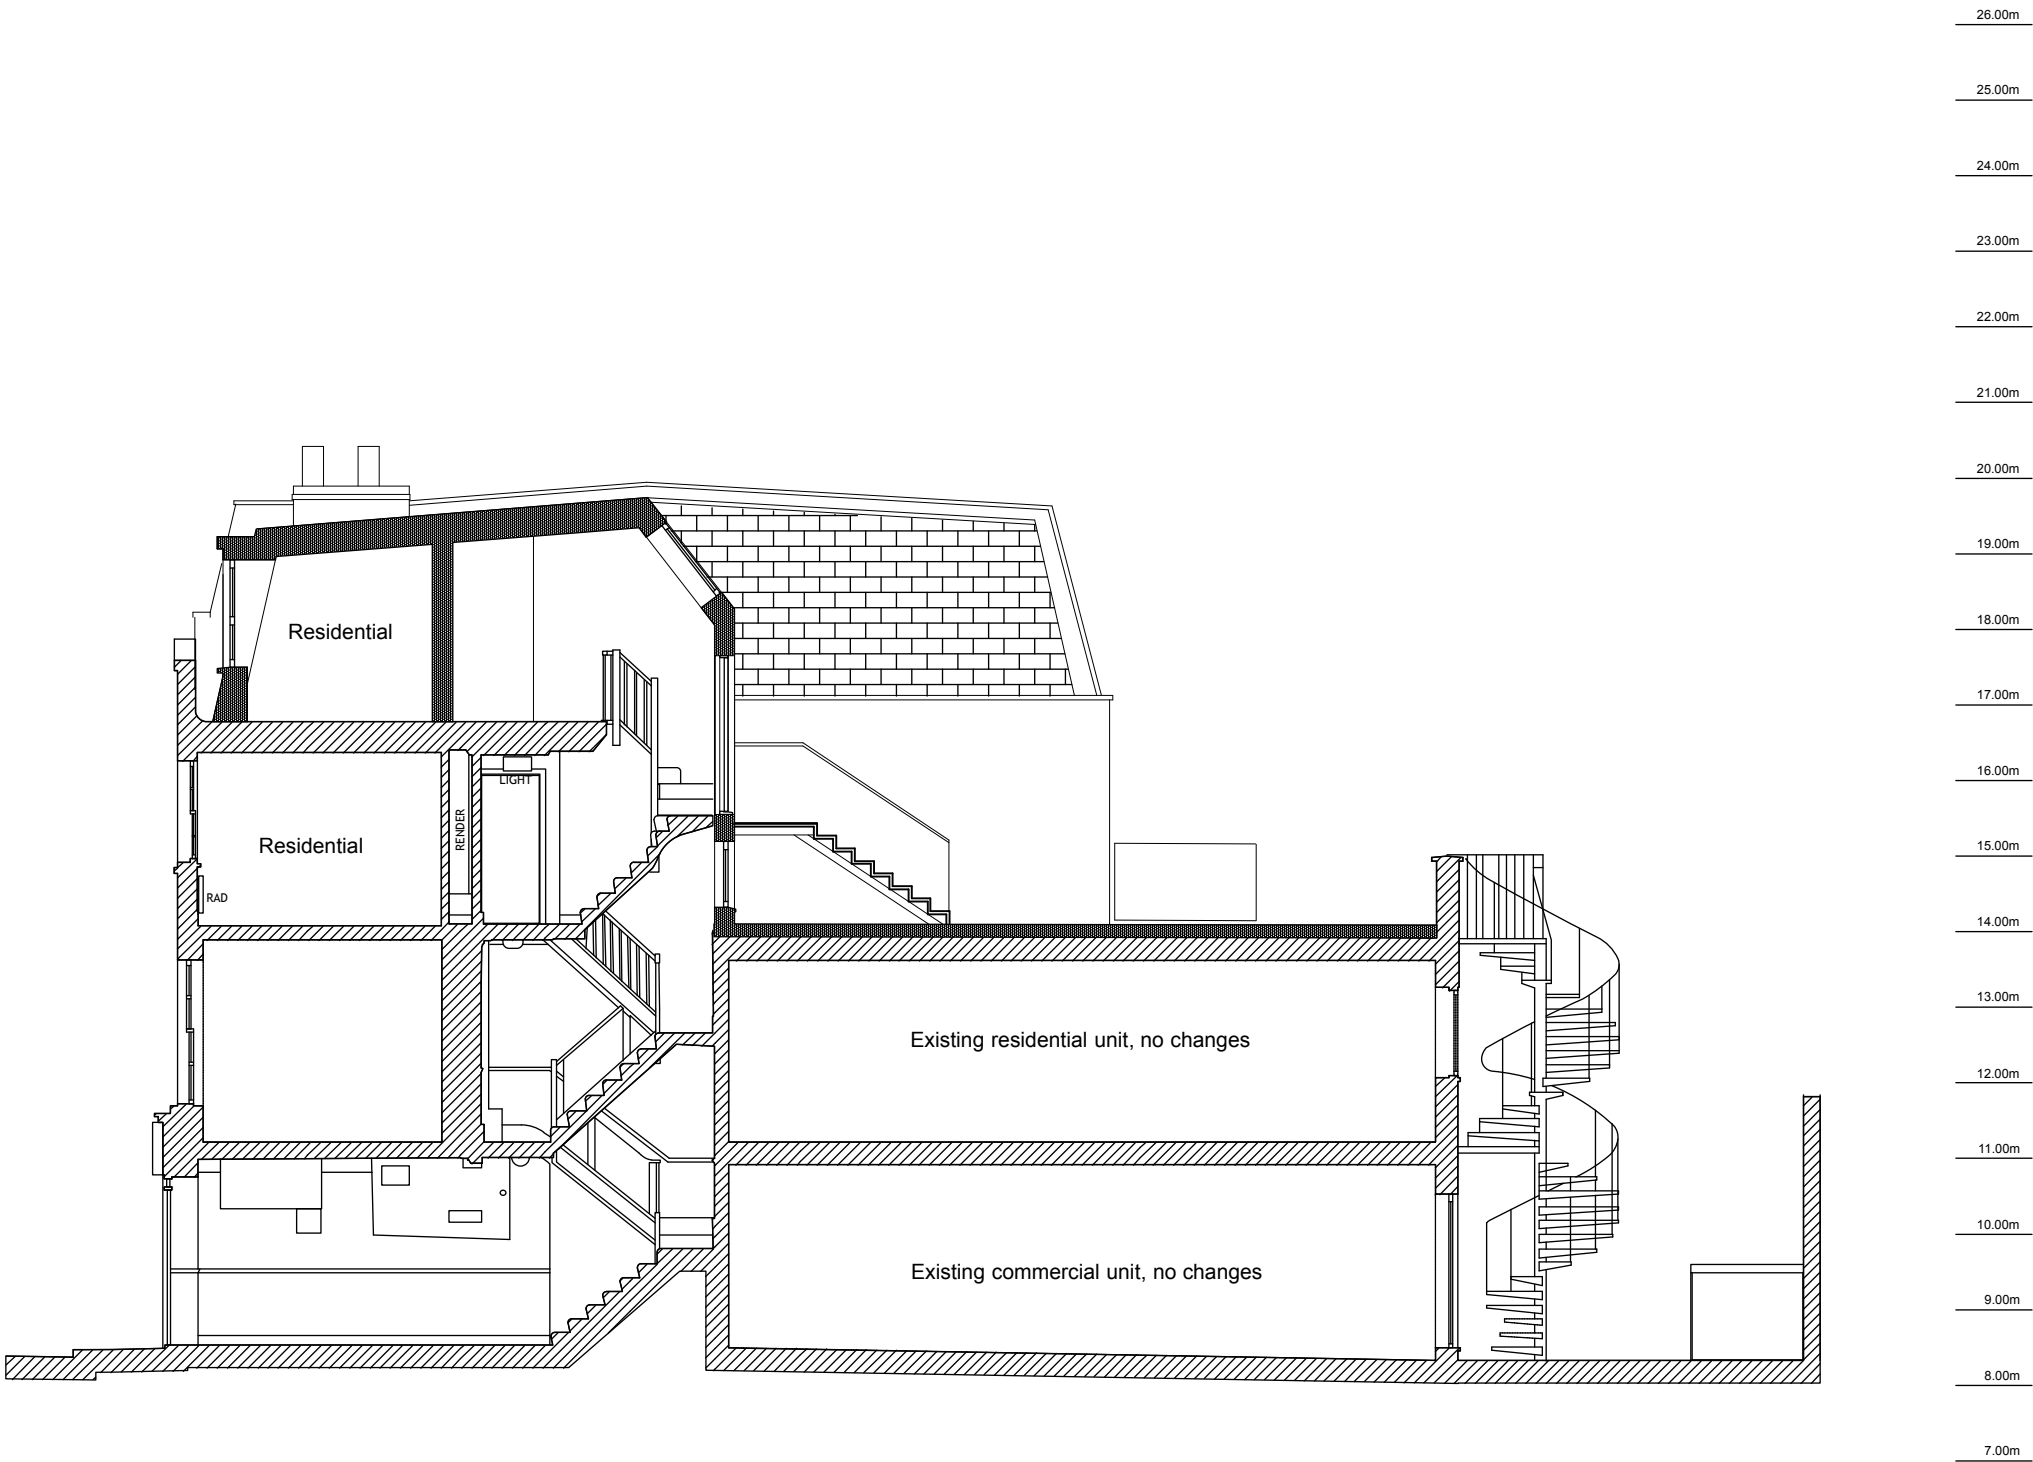 26.00m
25.00m
24.00m
23.00m
22.00m
21.00m
20.00m
19.00m
18.00m
Residential
17.00m
16.00m
LIGHT
RENDER
Residential
15.00m
RAD
14.00m
13.00m
Existing residential unit, no changes
12.00m
11.00m
10.00m
Existing commercial unit, no changes
9.00m
8.00m
7.00m